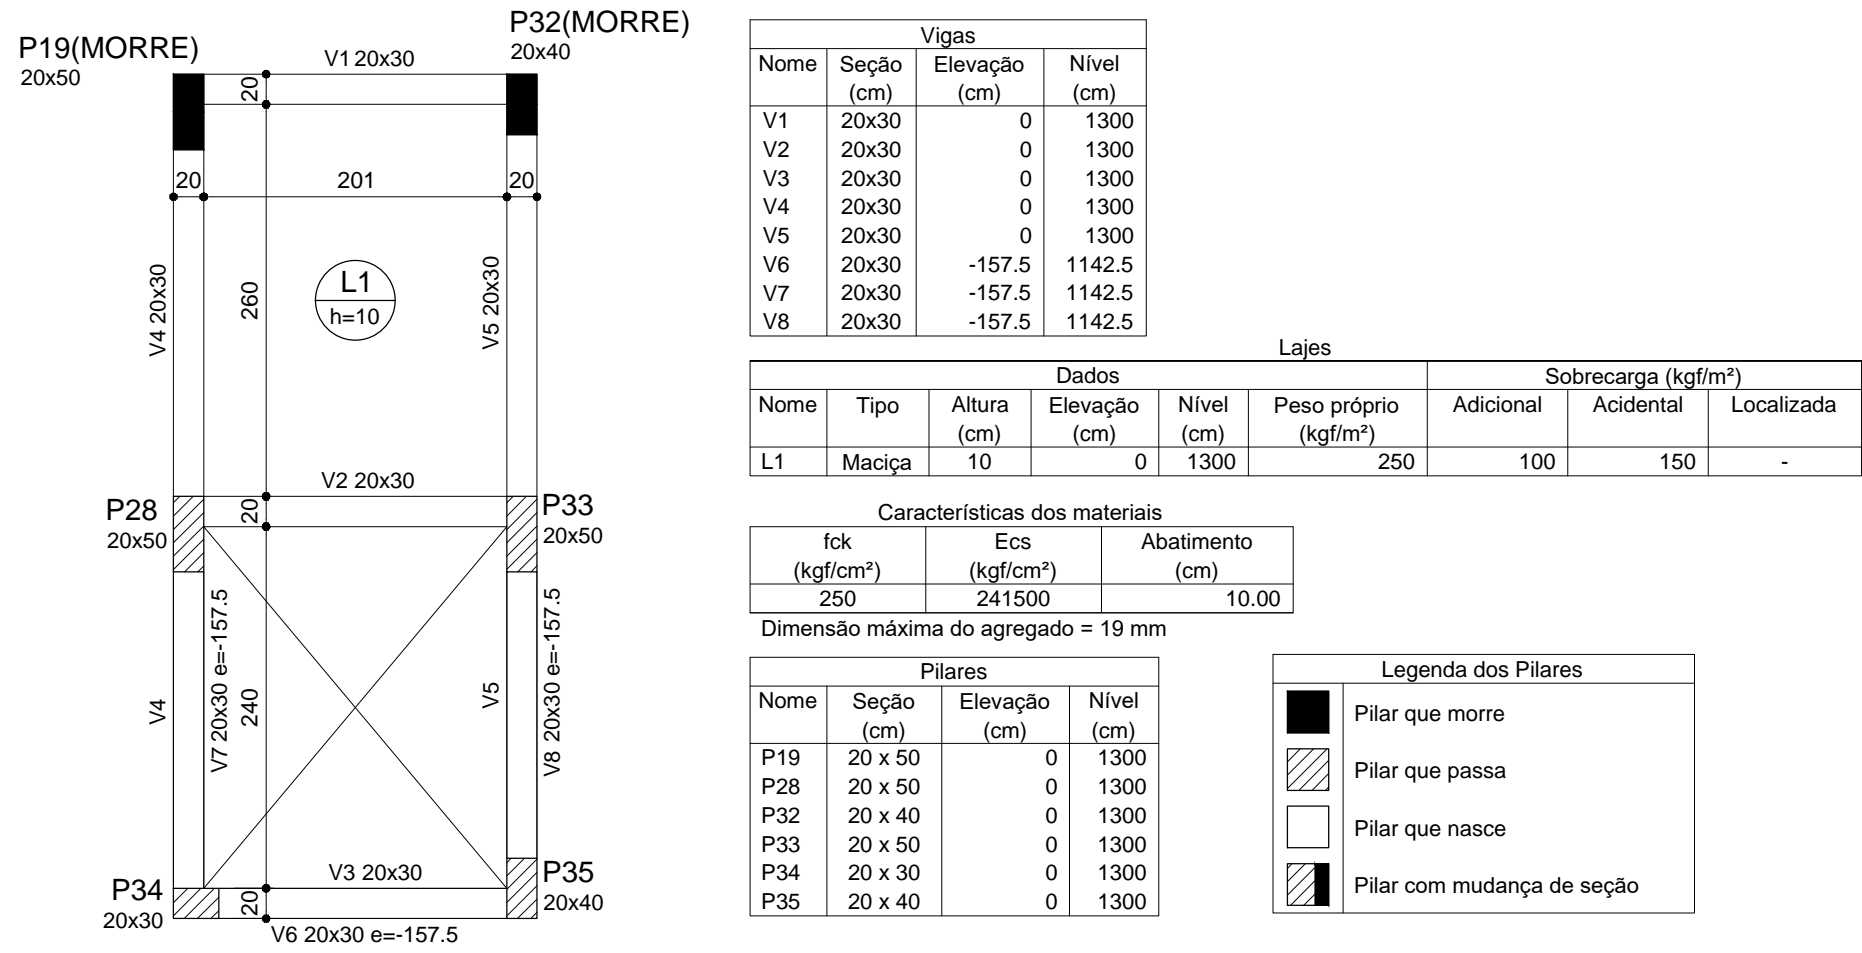 P19(MORRE)
20x50
V1 20x30
P32(MORRE)
20x40
20
20
201
20
V4 20x30
260
L1
h=10
V5 20x30
V2 20x30
P28
20x50
20
P33
20x50
V4
V7 20x30 e=-157.5
240
V5
V8 20x30 e=-157.5
V3 20x30
P34
20x30
20
P35
20x40
V6 20x30 e=-157.5
Vigas
Nome Seção Elevação Nível
(cm) (cm) (cm)
V1 20x30 0 1300
V2 20x30 0 1300
V3 20x30 0 1300
V4 20x30 0 1300
V5 20x30 0 1300
V6 20x30 -157.5 1142.5
V7 20x30 -157.5 1142.5
V8 20x30 -157.5 1142.5
Lajes
Dados Sobrecarga (kgf/m²)
Nome Tipo Altura Elevação Nível Peso próprio Adicional Acidental Localizada
(cm) (cm) (cm) (kgf/m²)
L1 Maciça 10 0 1300 250 100 150 -
Características dos materiais
fck Ecs Abatimento
(kgf/cm²) (kgf/cm²) (cm)
250 241500 10.00
Dimensão máxima do agregado = 19 mm
Pilares
Nome Seção Elevação Nível
(cm) (cm) (cm)
P19 20 x 50 0 1300
P28 20 x 50 0 1300
P32 20 x 40 0 1300
P33 20 x 50 0 1300
P34 20 x 30 0 1300
P35 20 x 40 0 1300
Legenda dos Pilares
Pilar que morre
Pilar que passa
Pilar que nasce
Pilar com mudança de seção